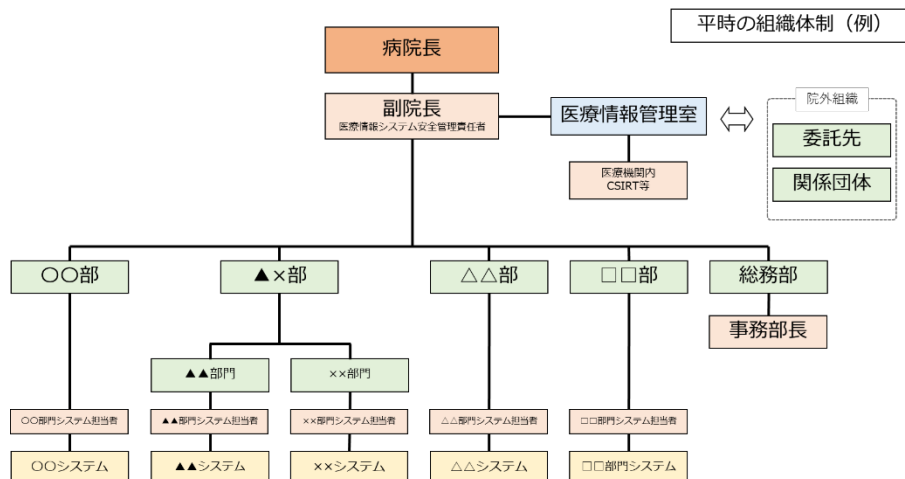 平時の組織体制（例）
病院長
副院長
医療情報システム安全管理責任者
医療情報管理室
医療機関内
CSIRT等
院外組織
委託先
関係団体
〇〇部
▲×部
△△部
□□部
総務部
事務部長
▲▲部門
××部門
〇〇部門システム担当者
▲▲部門システム担当者
××部門システム担当者
△△部門システム担当者
□□部門システム担当者
〇〇システム
▲▲システム
××システム
△△システム
□□部門システム